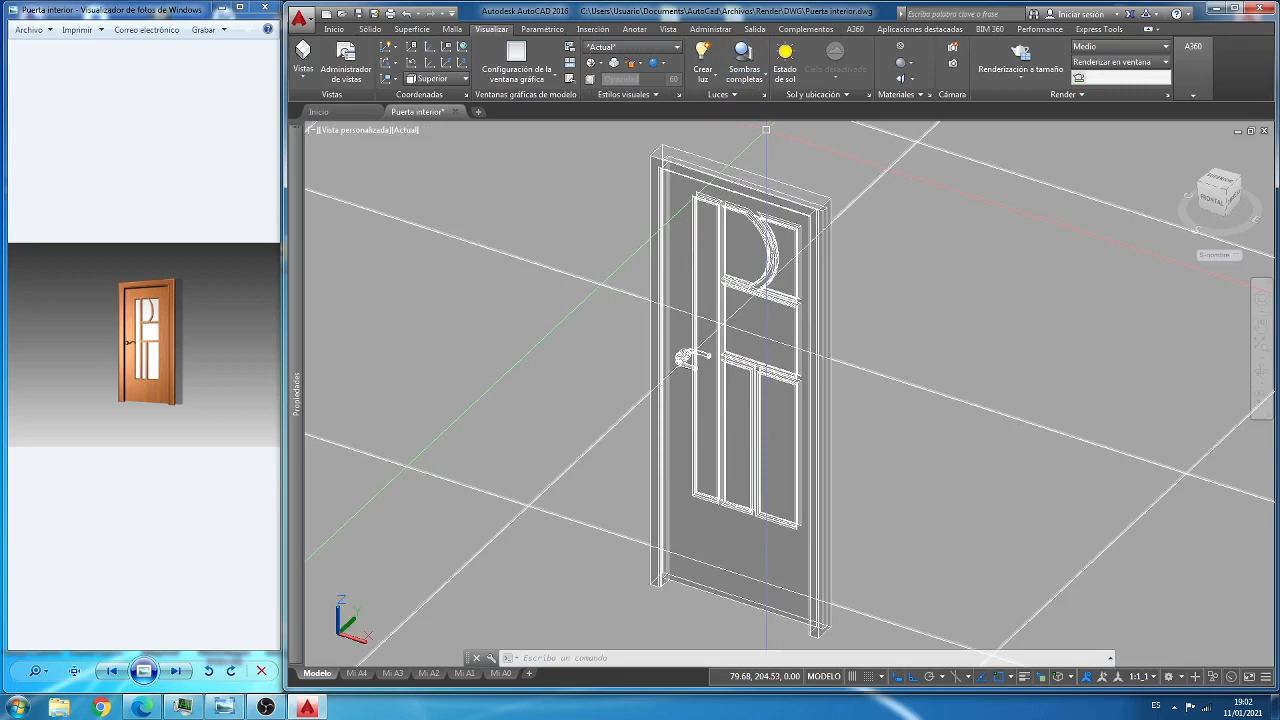 Puerta interior - Visualizador de fotos de Windows
Archivo Imprimir Correo electrónico Grabar
Autodesk AutoCAD 2016 C:\Users\Usuario\Documents\AutoCad\Archivos\Render\DWG\Puerta interior.dwg
Escriba palabra clave o frase
Iniciar sesión
Inicio Sólido Superficie Malla Visualizar Paramétrico Inserción Anotar Vista Administrar Salida Complementos A360 Aplicaciones destacadas BIM 360 Performance Express Tools
Vistas
Administrador de vistas
Superior
Configuración de la ventana gráfica
*Actual*
Opacidad 60
Crear luz
Sombras completas
Estado de sol
Cielo desactivado
Renderización a tamaño
Medio
Renderizar en ventana
A360
Vistas Coordenadas Ventanas gráficas de modelo Estilos visuales Luces Sol y ubicación Materiales Cámara Render
Inicio Puerta interior*
[−][Vista personalizada][Actual]
SUPERIOR
FRONTAL
S-nombre
Propiedades
Z
Y
X
Escriba un comando
Modelo Mi A4 Mi A3 Mi A2 Mi A1 Mi A0
79.68, 204.53, 0.00 MODELO
1:1_1
ES
19:02
11/01/2021